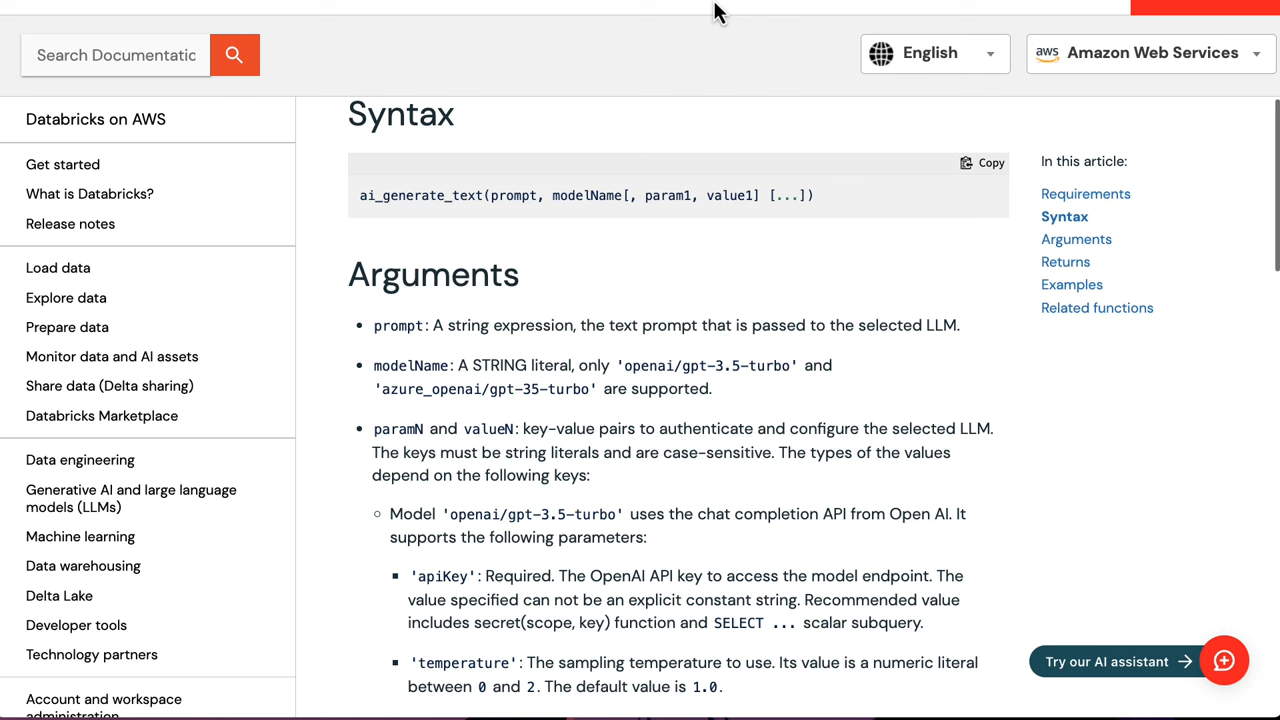 Search Documentatic
English
aws Amazon Web Services
Databricks on AWS
Get started
What is Databricks?
Release notes
Load data
Explore data
Prepare data
Monitor data and AI assets
Share data (Delta sharing)
Databricks Marketplace
Data engineering
Generative AI and large language
models (LLMs)
Machine learning
Data warehousing
Delta Lake
Developer tools
Technology partners
Account and workspace
administration
Syntax
Copy
ai_generate_text(prompt, modelName[, param1, value1] [...])
Arguments
• prompt: A string expression, the text prompt that is passed to the selected LLM.
• modelName: A STRING literal, only 'openai/gpt-3.5-turbo' and
'azure_openai/gpt-35-turbo' are supported.
• paramN and valueN: key-value pairs to authenticate and configure the selected LLM.
The keys must be string literals and are case-sensitive. The types of the values
depend on the following keys:
○ Model 'openai/gpt-3.5-turbo' uses the chat completion API from Open AI. It
supports the following parameters:
▪ 'apiKey': Required. The OpenAI API key to access the model endpoint. The
value specified can not be an explicit constant string. Recommended value
includes secret(scope, key) function and SELECT ... scalar subquery.
▪ 'temperature': The sampling temperature to use. Its value is a numeric literal
between 0 and 2. The default value is 1.0.
In this article:
Requirements
Syntax
Arguments
Returns
Examples
Related functions
Try our AI assistant →